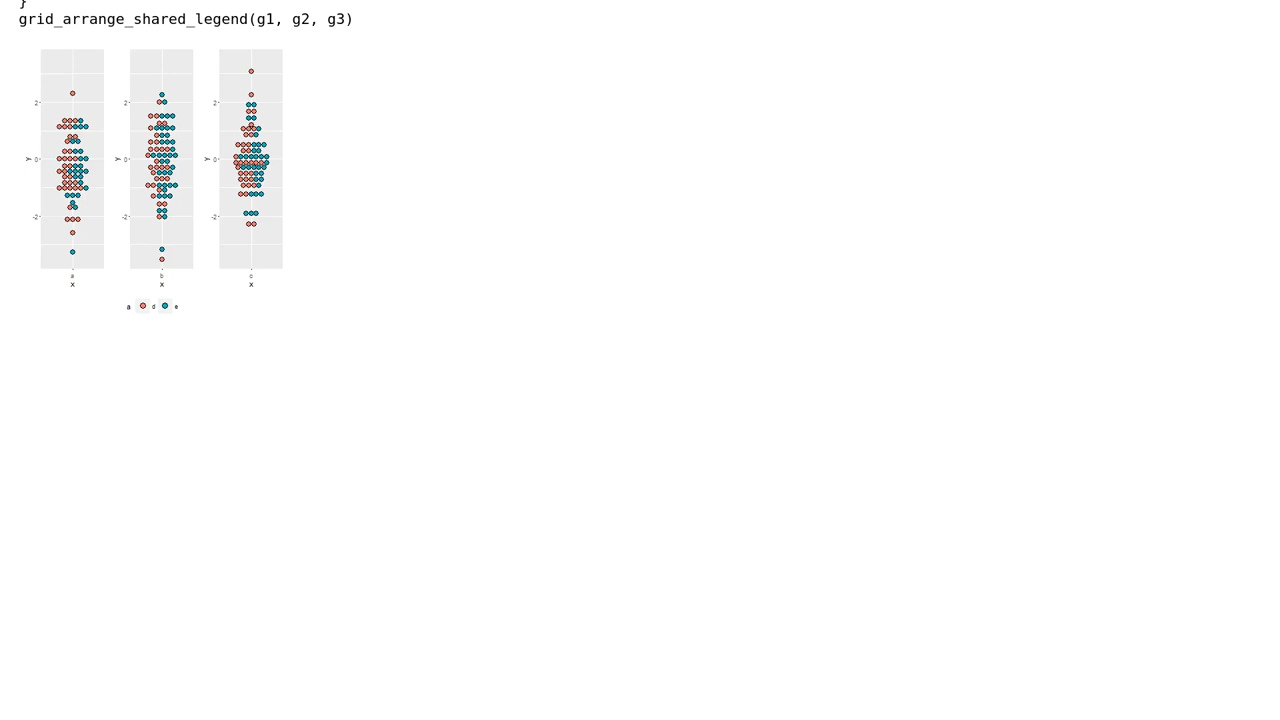 }
grid_arrange_shared_legend(g1, g2, g3)
2 2 2
y 0 y 0 y 0
-2 -2 -2
a b c
x x x
a d e